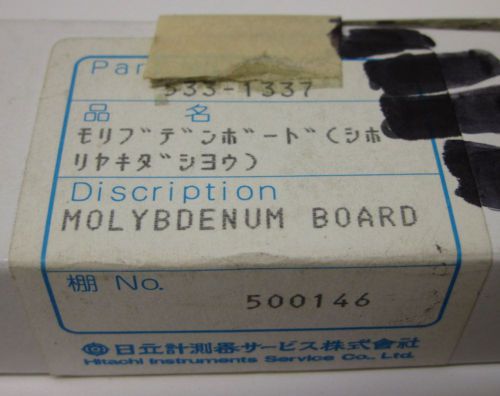 Par
533-1337
品 名
モリブデンボード(シボ
リヤキダシヨウ)
Discription
MOLYBDENUM BOARD
棚 No.
500146
日立計測器サービス株式会社
Hitachi Instruments Service Co., Ltd.